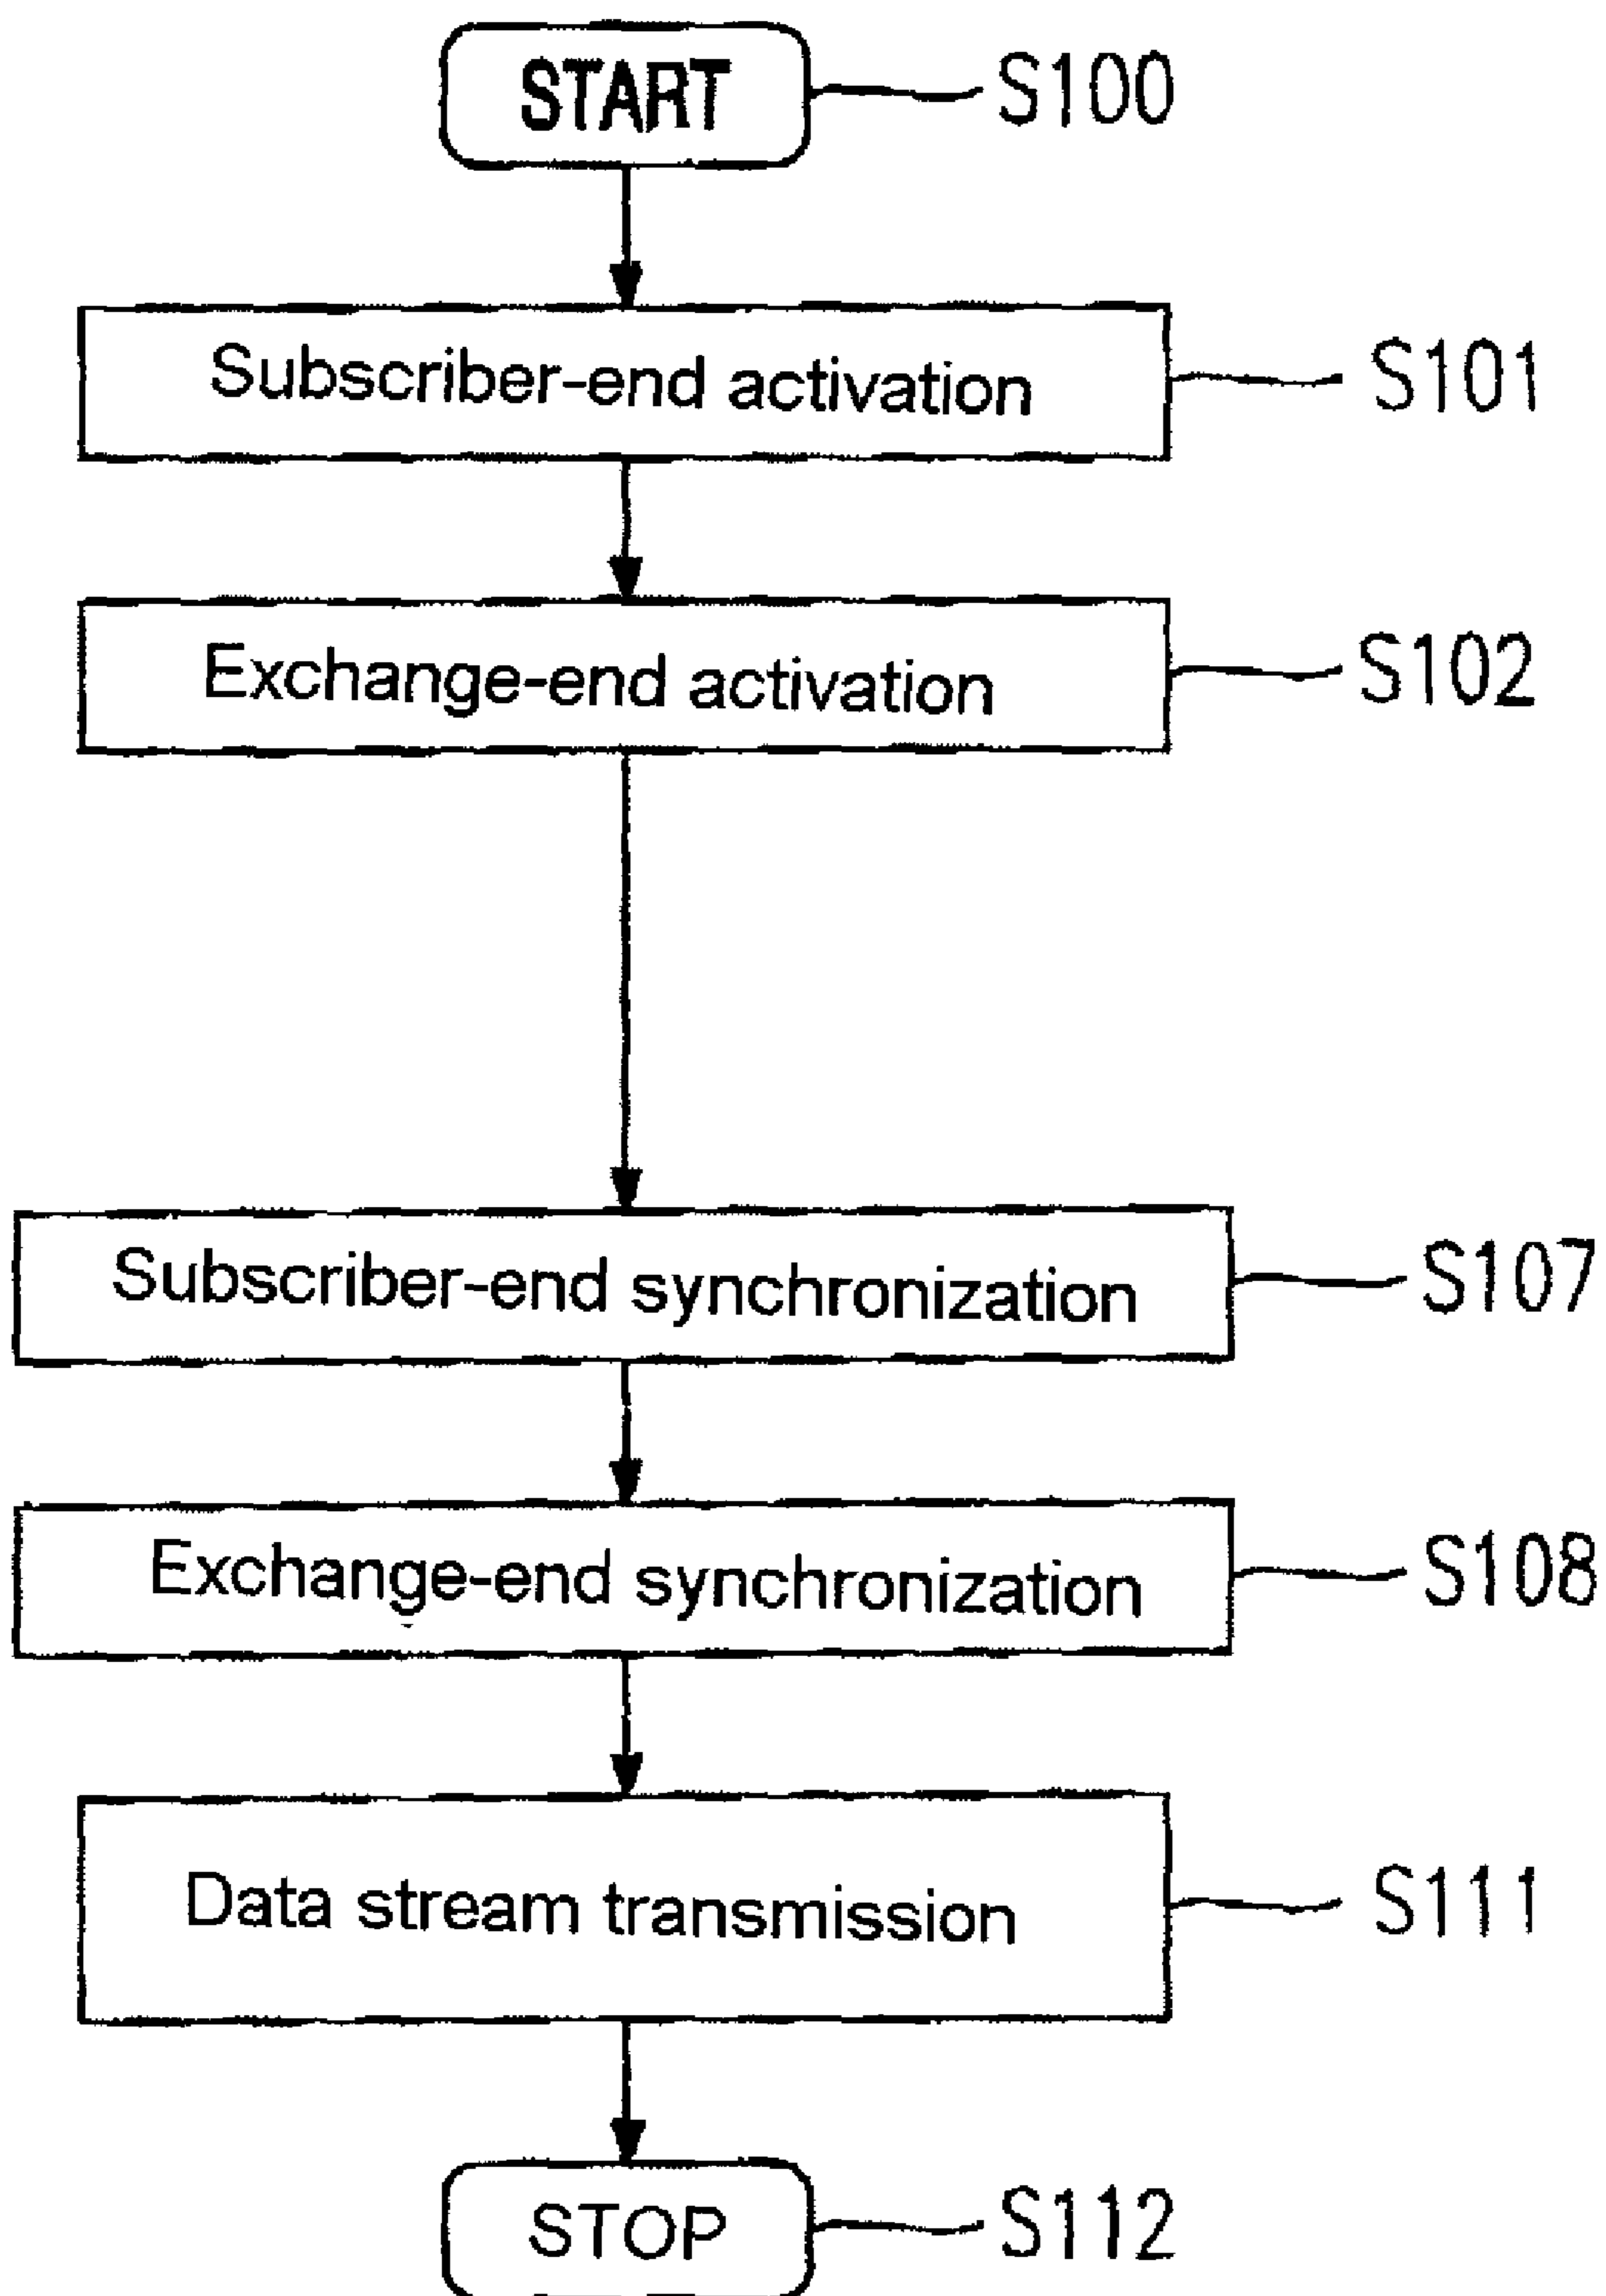 START S100
Subscriber-end activation S101
Exchange-end activation S102
Subscriber-end synchronization S107
Exchange-end synchronization S108
Data stream transmission S111
STOP S112